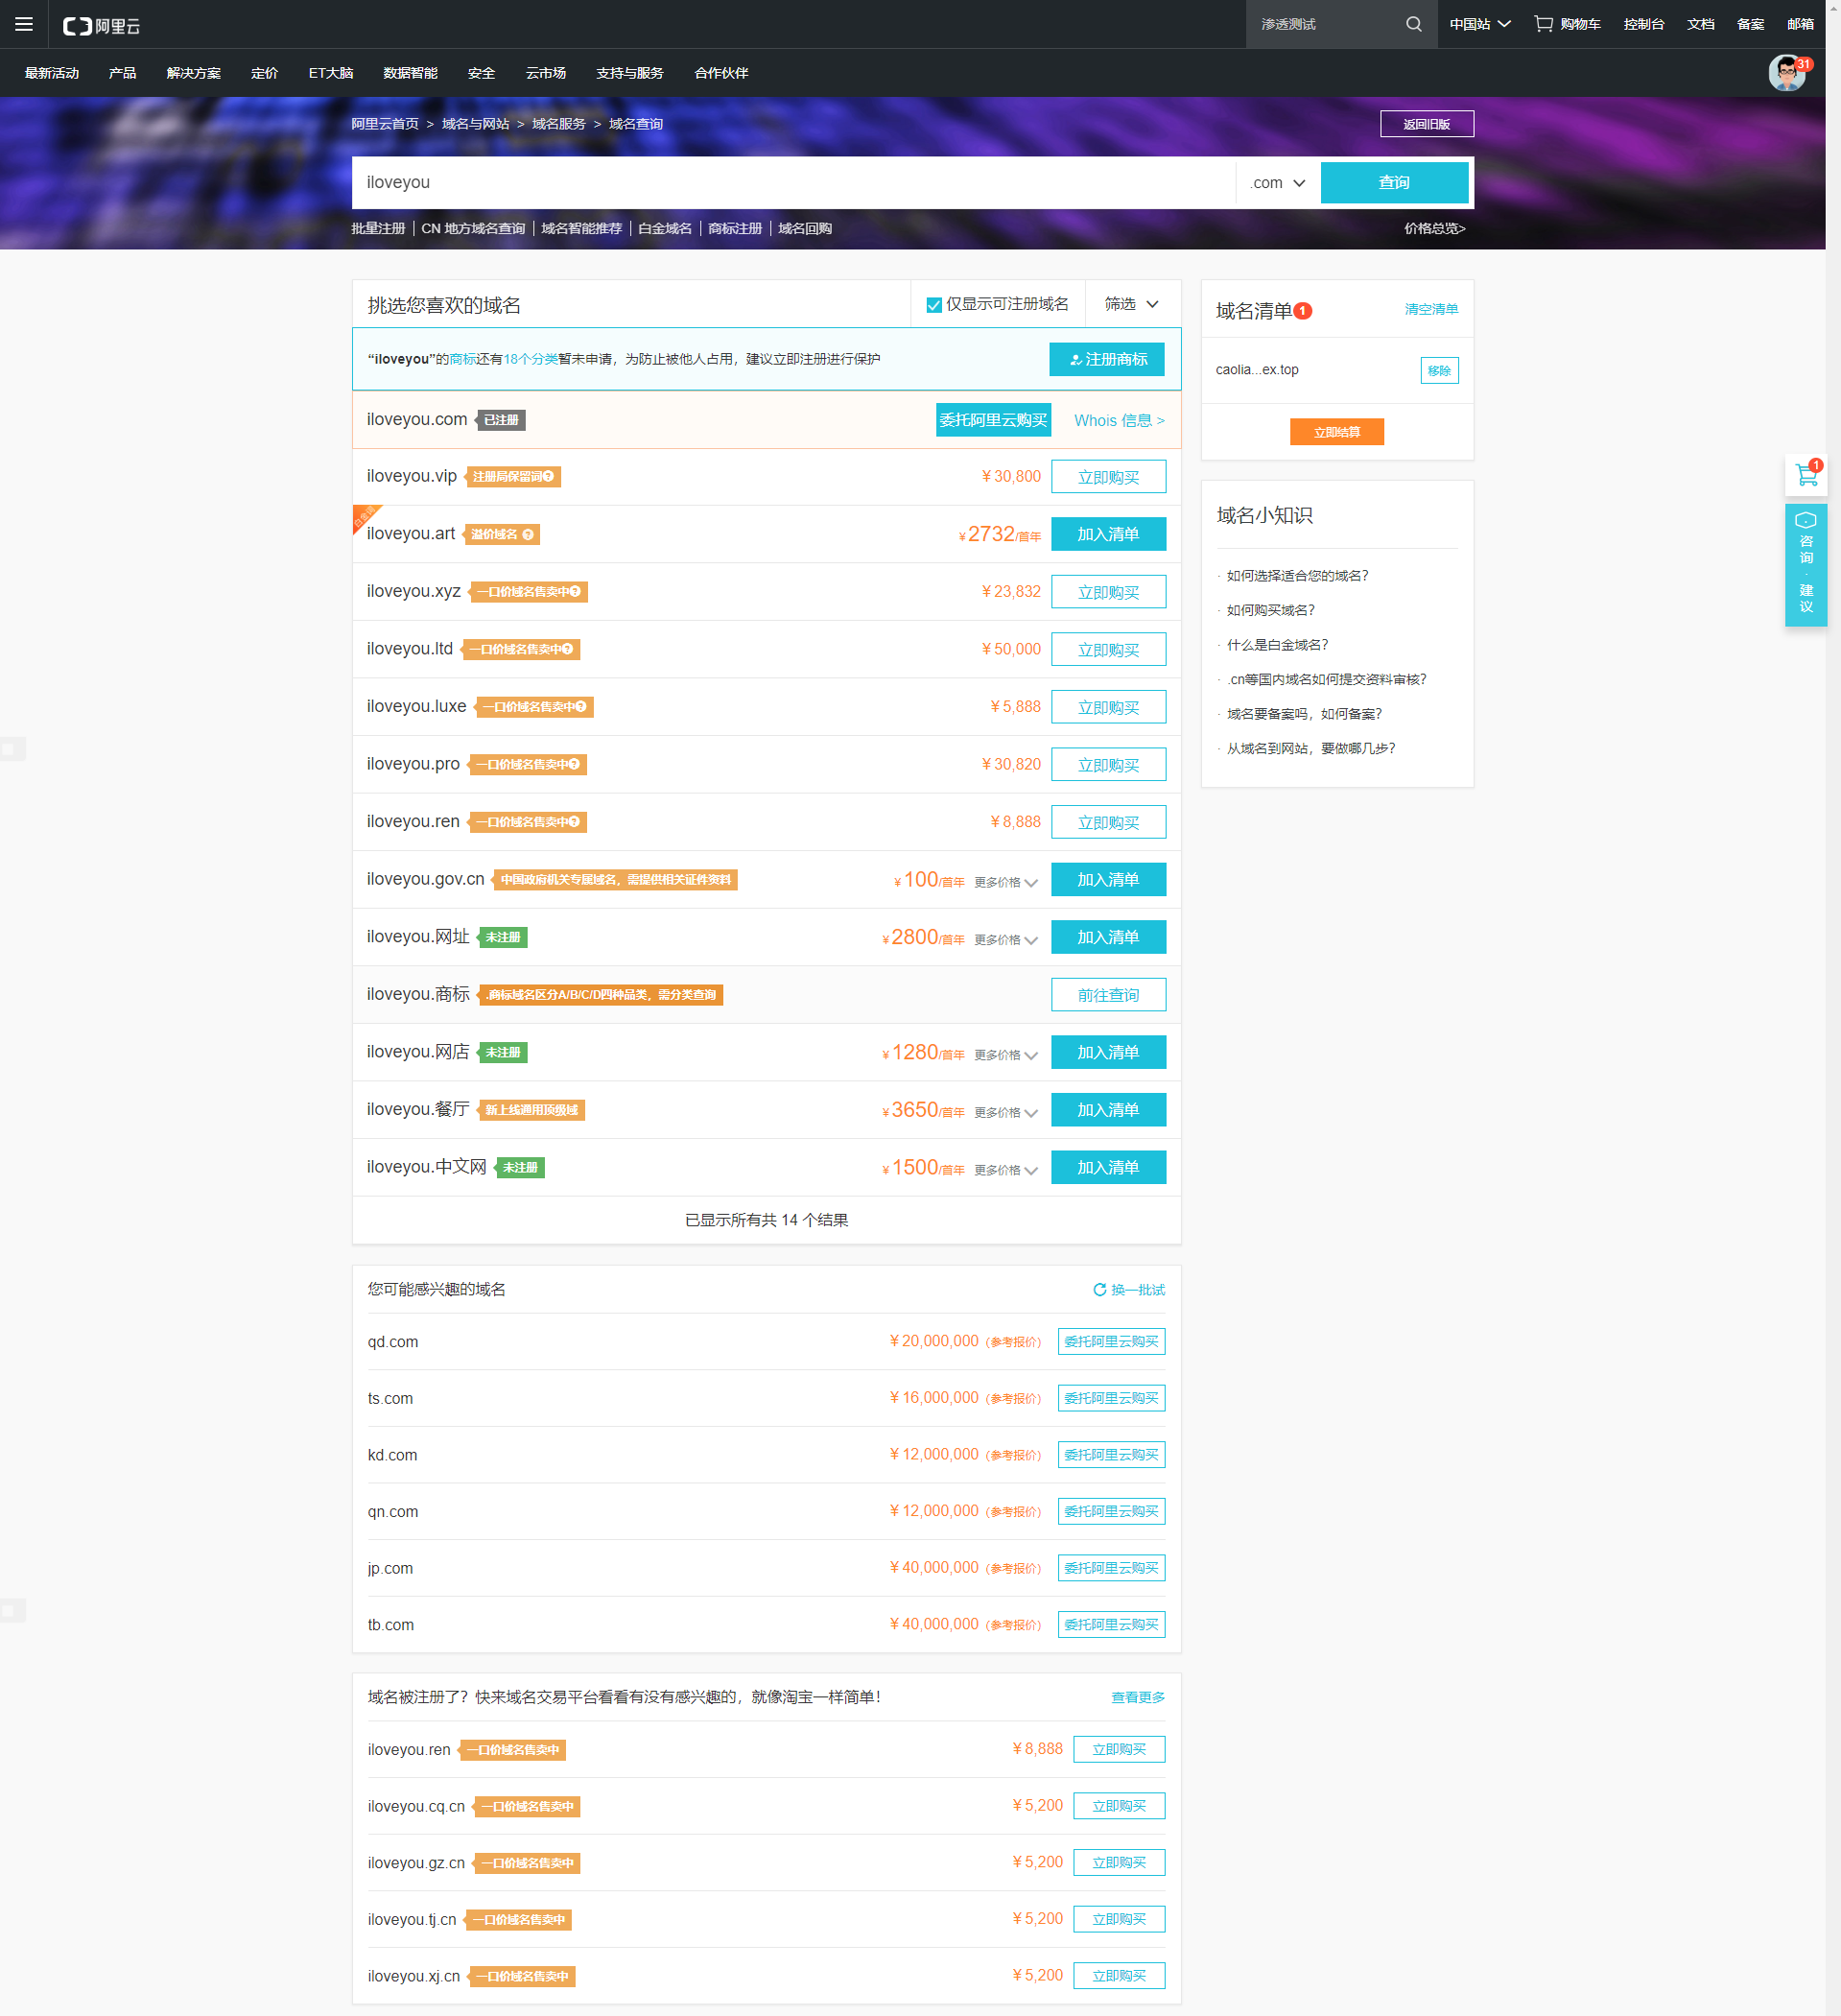 阿里云 渗透测试 中国站 购物车 控制台 文档 备案 邮箱
最新活动 产品 解决方案 定价 ET大脑 数据智能 安全 云市场 支持与服务 合作伙伴 31
阿里云首页 > 域名与网站 > 域名服务 > 域名查询 返回旧版
iloveyou .com 查询
批量注册 CN 地方域名查询 域名智能推荐 白金域名 商标注册 域名回购 价格总览>
挑选您喜欢的域名 仅显示可注册域名 筛选
“iloveyou”的商标还有18个分类暂未申请，为防止被他人占用，建议立即注册进行保护 注册商标
iloveyou.com 已注册 委托阿里云购买 Whois 信息 >
iloveyou.vip 注册局保留词 ¥30,800 立即购买
白金词
iloveyou.art 溢价域名 ¥2732/首年 加入清单
iloveyou.xyz 一口价域名售卖中 ¥23,832 立即购买
iloveyou.ltd 一口价域名售卖中 ¥50,000 立即购买
iloveyou.luxe 一口价域名售卖中 ¥5,888 立即购买
iloveyou.pro 一口价域名售卖中 ¥30,820 立即购买
iloveyou.ren 一口价域名售卖中 ¥8,888 立即购买
iloveyou.gov.cn 中国政府机关专属域名，需提供相关证件资料 ¥100/首年 更多价格 加入清单
iloveyou.网址 未注册 ¥2800/首年 更多价格 加入清单
iloveyou.商标 .商标域名区分A/B/C/D四种品类，需分类查询 前往查询
iloveyou.网店 未注册 ¥1280/首年 更多价格 加入清单
iloveyou.餐厅 新上线通用顶级域 ¥3650/首年 更多价格 加入清单
iloveyou.中文网 未注册 ¥1500/首年 更多价格 加入清单
已显示所有共 14 个结果
域名清单 1 清空清单
caolia...ex.top 移除
立即结算
域名小知识
· 如何选择适合您的域名？
· 如何购买域名？
· 什么是白金域名？
· .cn等国内域名如何提交资料审核？
· 域名要备案吗，如何备案？
· 从域名到网站，要做哪几步？
1
咨询·建议
您可能感兴趣的域名 换一批试
qd.com ¥20,000,000（参考报价） 委托阿里云购买
ts.com ¥16,000,000（参考报价） 委托阿里云购买
kd.com ¥12,000,000（参考报价） 委托阿里云购买
qn.com ¥12,000,000（参考报价） 委托阿里云购买
jp.com ¥40,000,000（参考报价） 委托阿里云购买
tb.com ¥40,000,000（参考报价） 委托阿里云购买
域名被注册了？快来域名交易平台看看有没有感兴趣的，就像淘宝一样简单！ 查看更多
iloveyou.ren 一口价域名售卖中 ¥8,888 立即购买
iloveyou.cq.cn 一口价域名售卖中 ¥5,200 立即购买
iloveyou.gz.cn 一口价域名售卖中 ¥5,200 立即购买
iloveyou.tj.cn 一口价域名售卖中 ¥5,200 立即购买
iloveyou.xj.cn 一口价域名售卖中 ¥5,200 立即购买